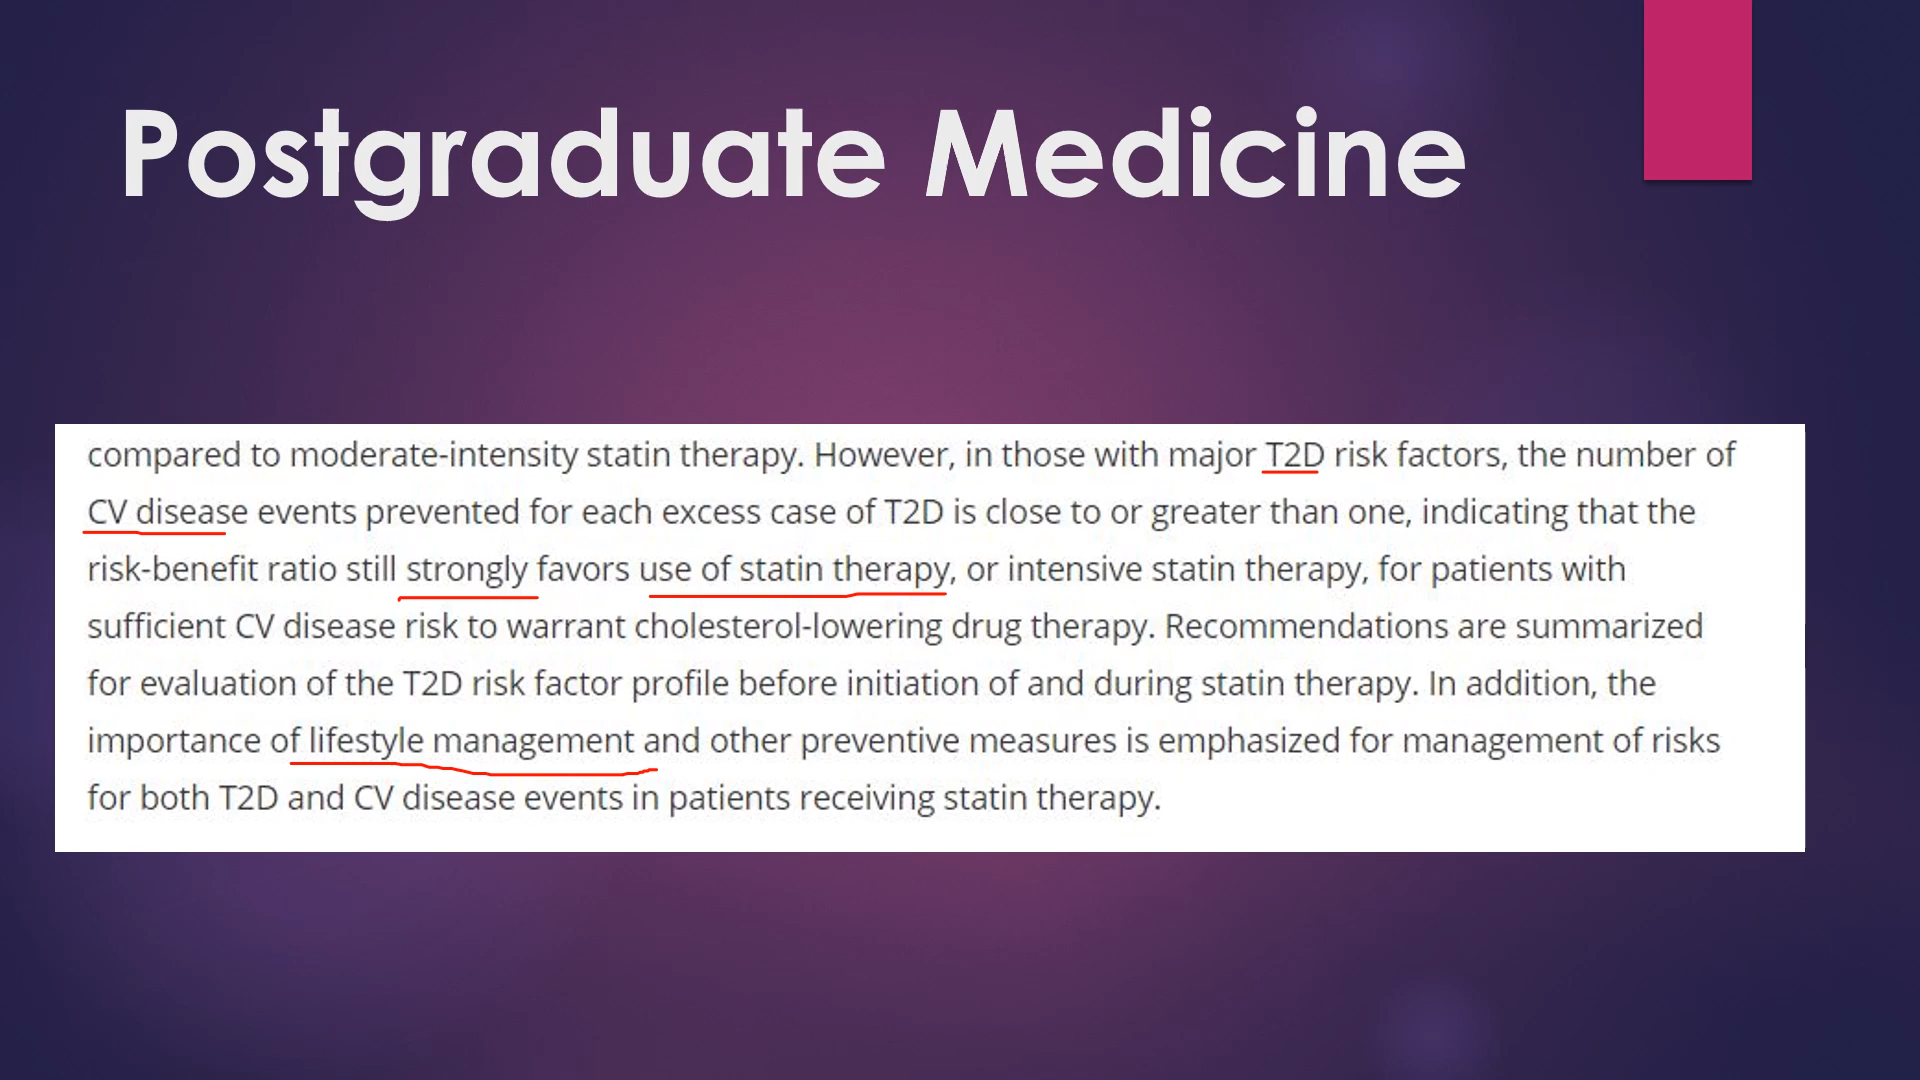 Postgraduate Medicine
compared to moderate-intensity statin therapy. However, in those with major T2D risk factors, the number of
CV disease events prevented for each excess case of T2D is close to or greater than one, indicating that the
risk-benefit ratio still strongly favors use of statin therapy, or intensive statin therapy, for patients with
sufficient CV disease risk to warrant cholesterol-lowering drug therapy. Recommendations are summarized
for evaluation of the T2D risk factor profile before initiation of and during statin therapy. In addition, the
importance of lifestyle management and other preventive measures is emphasized for management of risks
for both T2D and CV disease events in patients receiving statin therapy.